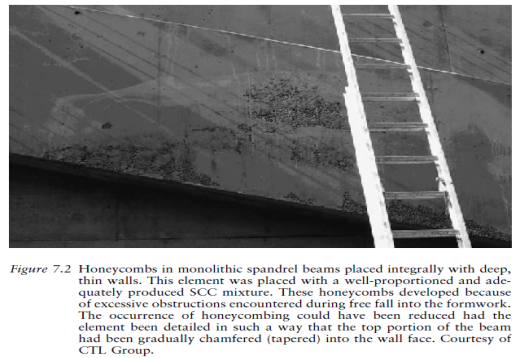 Figure 7.2 Honeycombs in monolithic spandrel beams placed integrally with deep,
thin walls. This element was placed with a well-proportioned and ade-
quately produced SCC mixture. These honeycombs developed because
of excessive obstructions encountered during free fall into the formwork.
The occurrence of honeycombing could have been reduced had the
element been detailed in such a way that the top portion of the beam
had been gradually chamfered (tapered) into the wall face. Courtesy of
CTL Group.